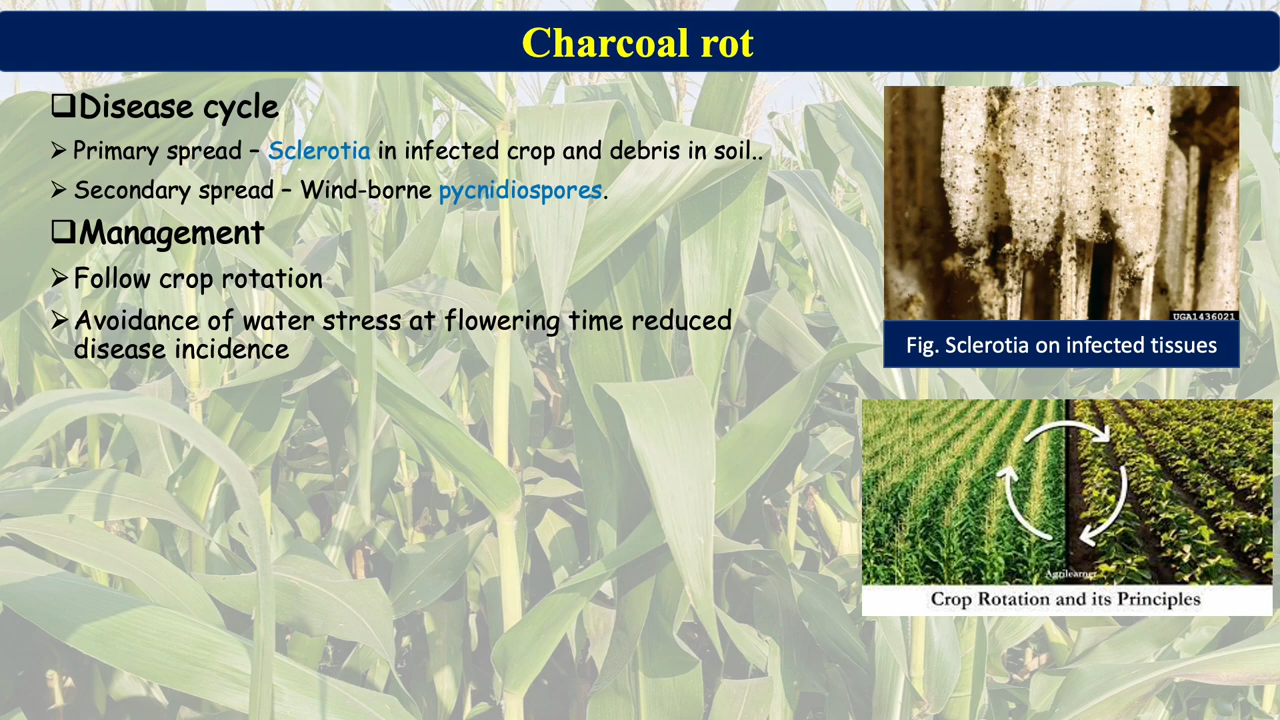 Charcoal rot
❑Disease cycle
➢ Primary spread – Sclerotia in infected crop and debris in soil..
➢ Secondary spread – Wind-borne pycnidiospores.
❑Management
➢ Follow crop rotation
➢ Avoidance of water stress at flowering time reduced
disease incidence
UGA1436021
Fig. Sclerotia on infected tissues
Agrilearner
Crop Rotation and its Principles